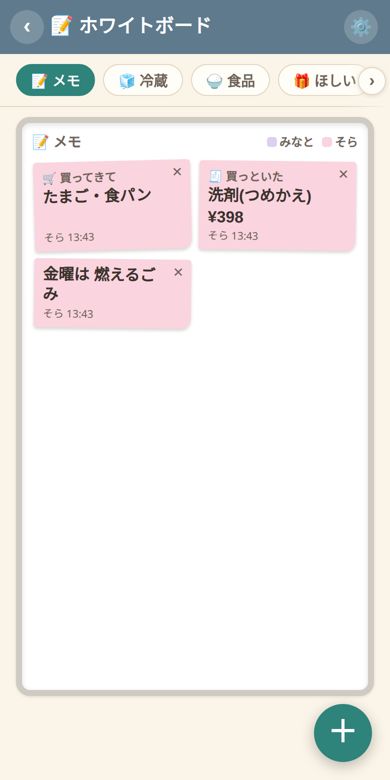 📝 ホワイトボード
📝 メモ
🧊 冷蔵
🍚 食品
🎁 ほしい
📝 メモ
みなと そら
🛒 買ってきて
たまご・食パン
そら 13:43
🧾 買っといた
洗剤(つめかえ)
¥398
そら 13:43
金曜は 燃えるご
み
そら 13:43